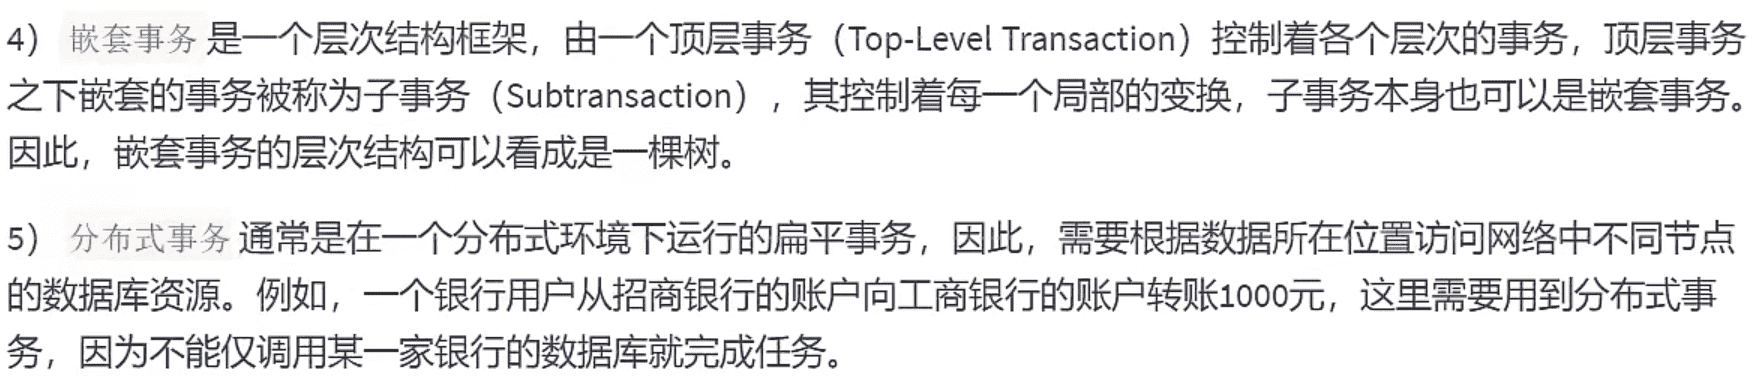 4） 嵌套事务 是一个层次结构框架，由一个顶层事务（Top-Level Transaction）控制着各个层次的事务，顶层事务
之下嵌套的事务被称为子事务（Subtransaction），其控制着每一个局部的变换，子事务本身也可以是嵌套事务。
因此，嵌套事务的层次结构可以看成是一棵树。
5） 分布式事务 通常是在一个分布式环境下运行的扁平事务，因此，需要根据数据所在位置访问网络中不同节点
的数据库资源。例如，一个银行用户从招商银行的账户向工商银行的账户转账1000元，这里需要用到分布式事
务，因为不能仅调用某一家银行的数据库就完成任务。